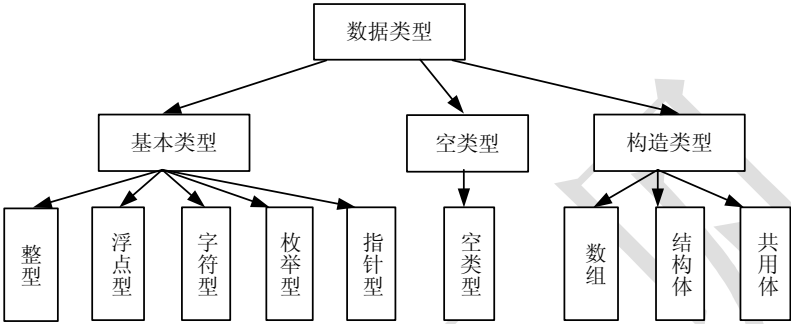 数据类型
基本类型
空类型
构造类型
整型
浮点型
字符型
枚举型
指针型
空类型
数组
结构体
共用体